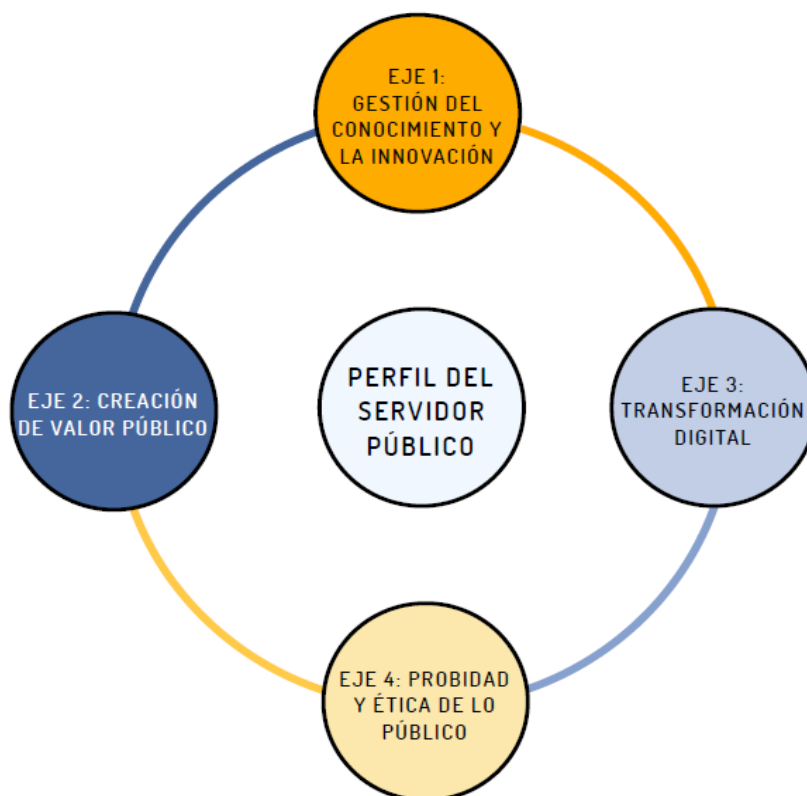 EJE 1:
GESTIÓN DEL
CONOCIMIENTO Y
LA INNOVACIÓN
EJE 2: CREACIÓN
DE VALOR PÚBLICO
PERFIL DEL
SERVIDOR
PÚBLICO
EJE 3:
TRANSFORMACIÓN
DIGITAL
EJE 4: PROBIDAD
Y ÉTICA DE LO
PÚBLICO